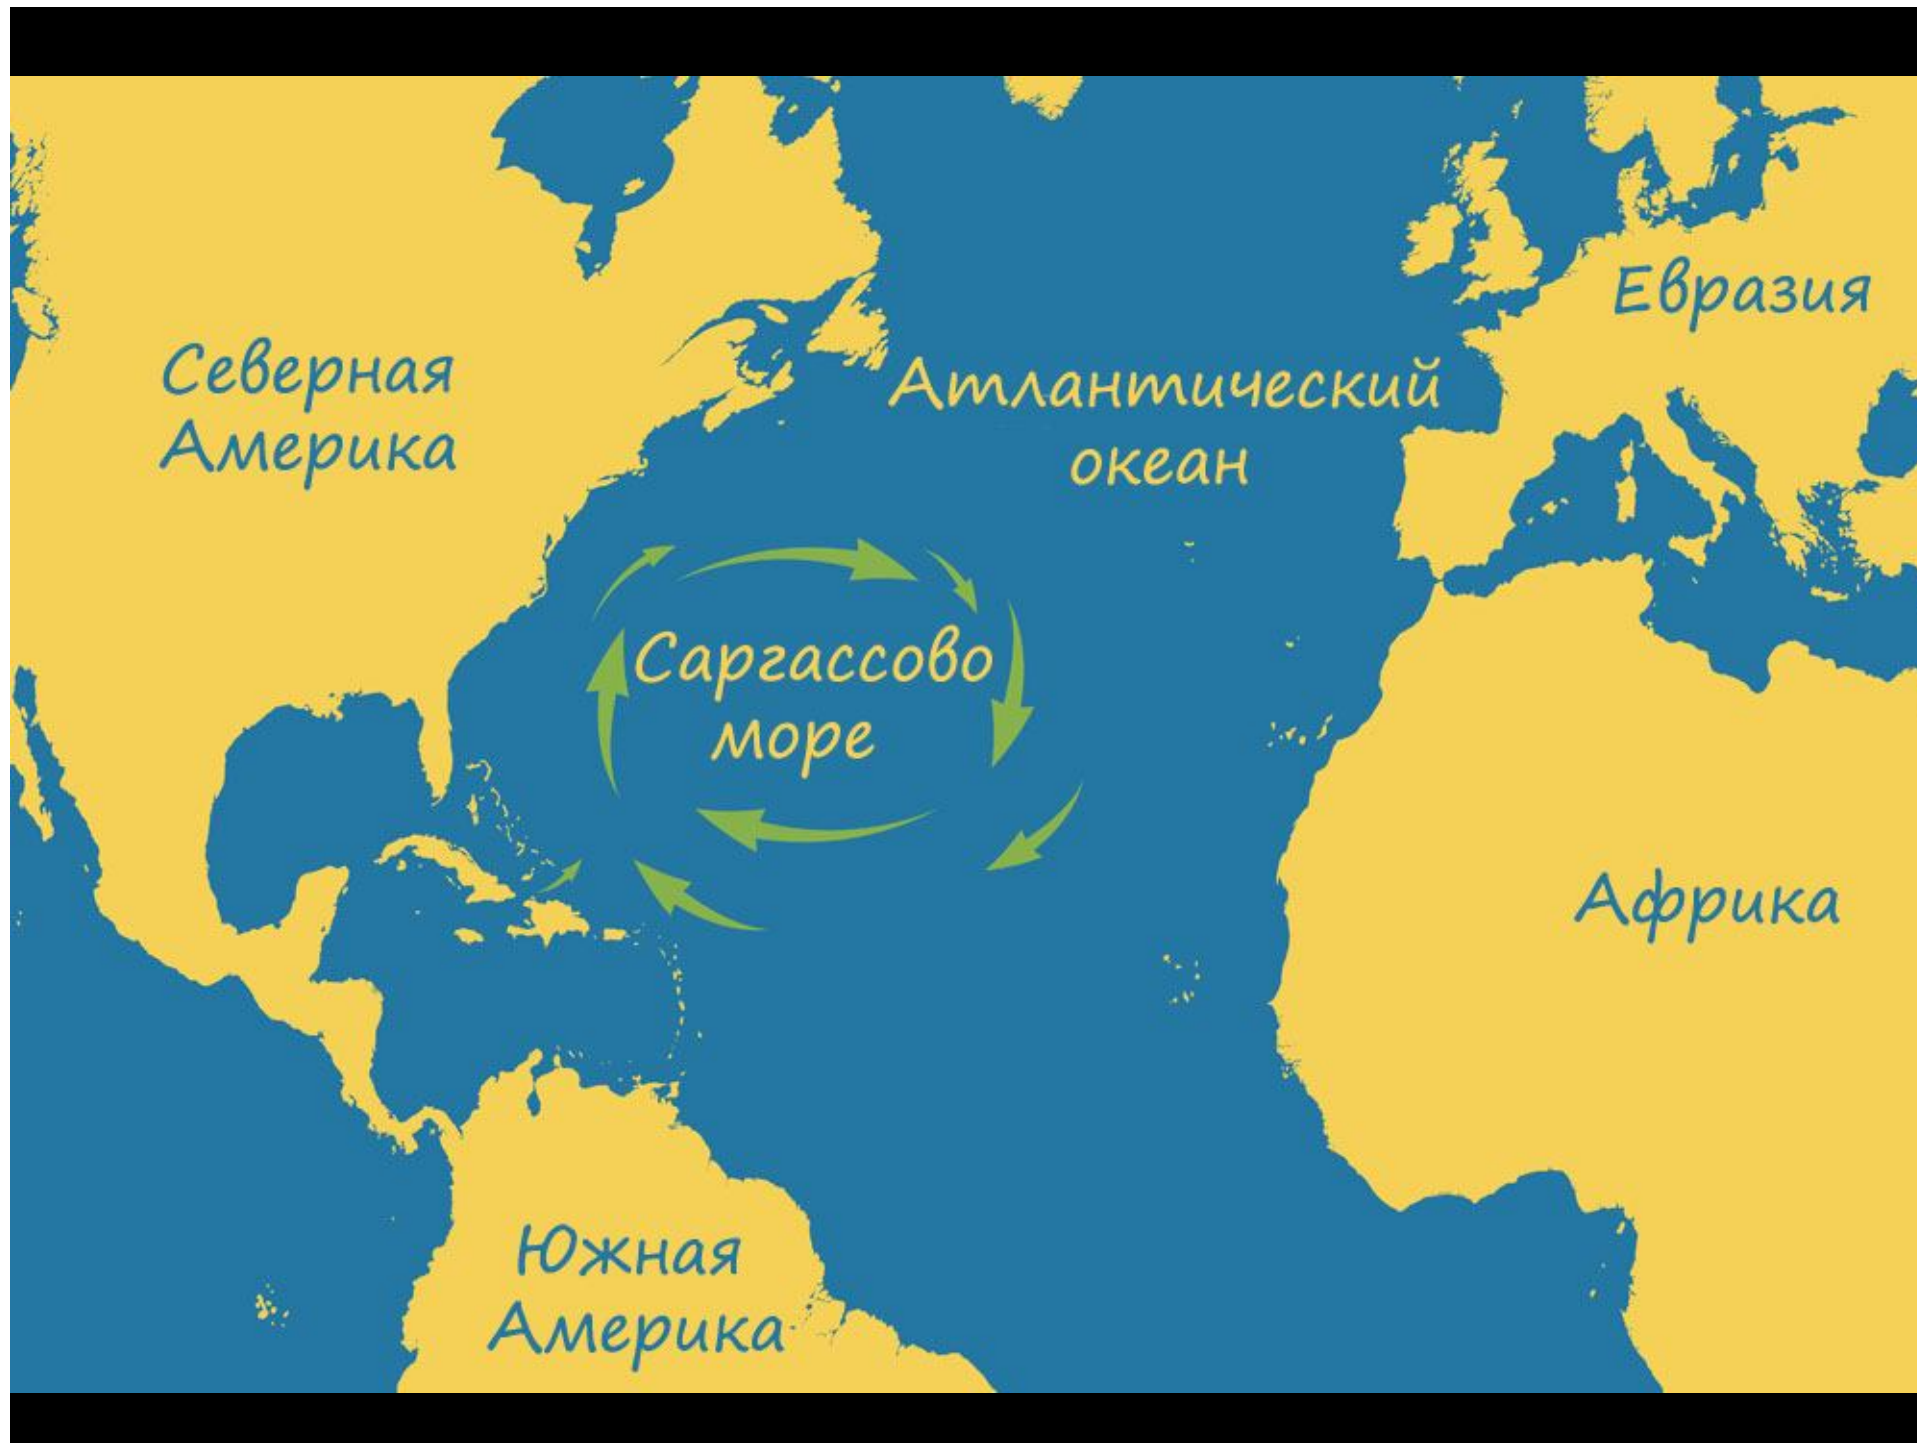 Евразия
Северная
Америка
Атлантический
океан
Саргассово
море
Африка
Южная
Америка